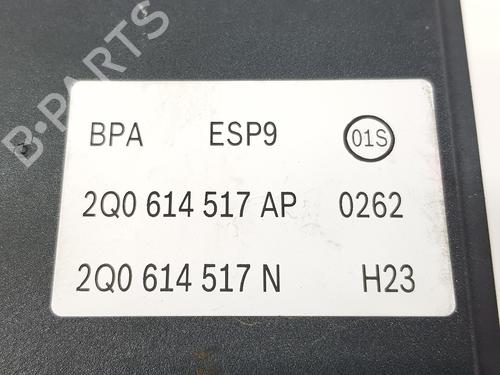 B-PARTS
BPA ESP9 01S
2Q0 614 517 AP 0262
2Q0 614 517 N H23